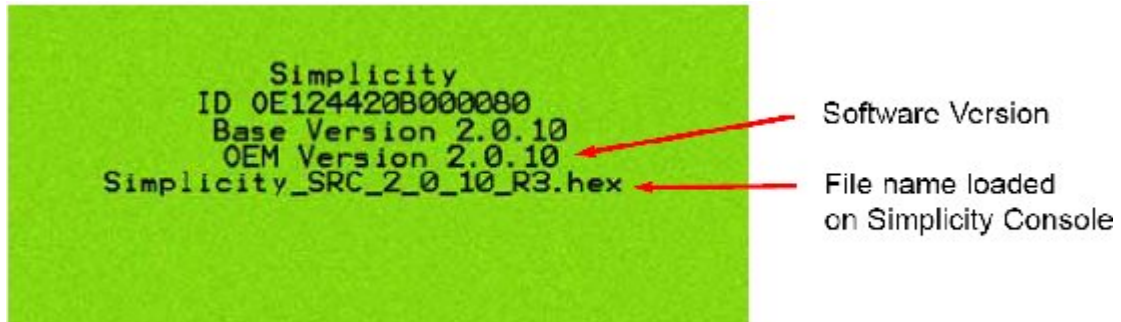 Simplicity
ID 0E124420B000080
Base Version 2.0.10
OEM Version 2.0.10
Simplicity_SRC_2_0_10_R3.hex
Software Version
File name loaded
on Simplicity Console